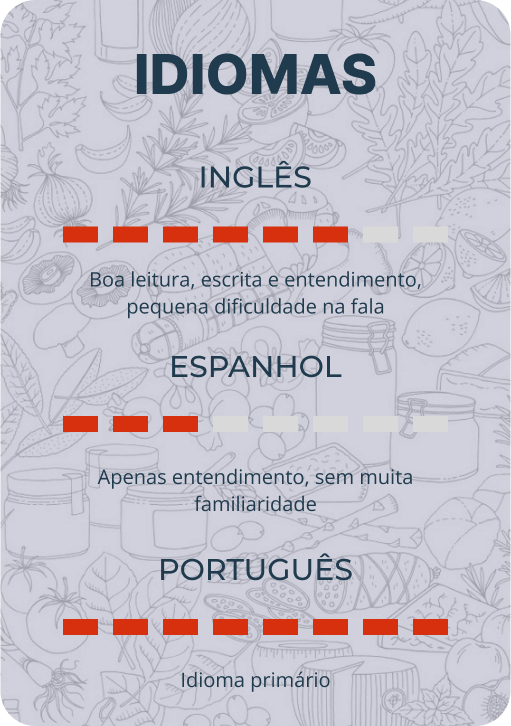 IDIOMAS
INGLÊS
Boa leitura, escrita e entendimento,
pequena dificuldade na fala
ESPANHOL
Apenas entendimento, sem muita
familiaridade
PORTUGUÊS
Idioma primário